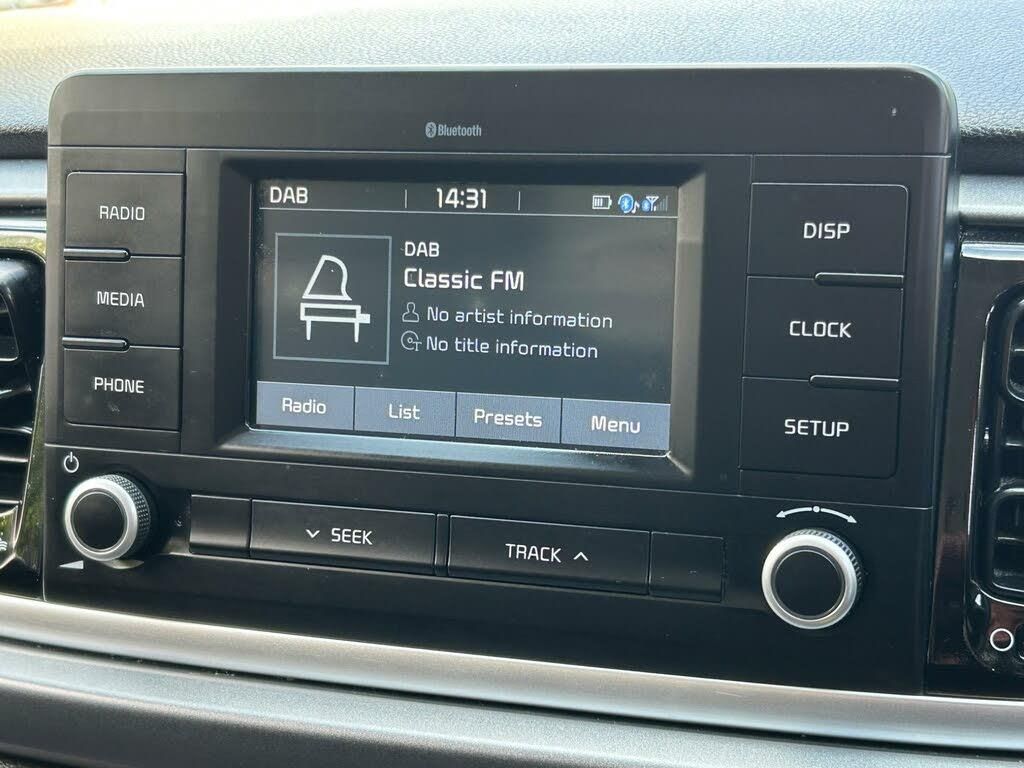 Bluetooth
RADIO
MEDIA
PHONE
DAB 14:31
DAB
Classic FM
No artist information
No title information
Radio List Presets Menu
DISP
CLOCK
SETUP
SEEK
TRACK